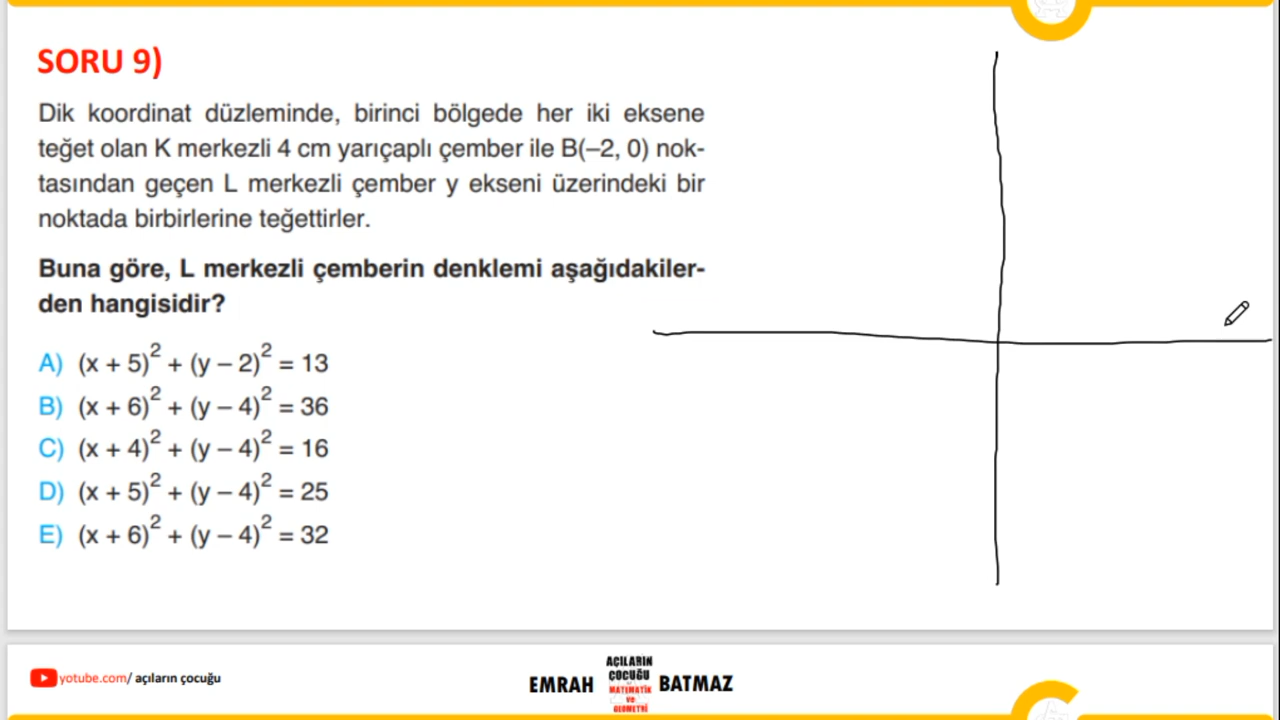 SORU 9)
Dik koordinat düzleminde, birinci bölgede her iki eksene
teğet olan K merkezli 4 cm yarıçaplı çember ile B(–2, 0) nok-
tasından geçen L merkezli çember y ekseni üzerindeki bir
noktada birbirlerine teğettirler.
Buna göre, L merkezli çemberin denklemi aşağıdakiler-
den hangisidir?
A) (x + 5)² + (y – 2)² = 13
B) (x + 6)² + (y – 4)² = 36
C) (x + 4)² + (y – 4)² = 16
D) (x + 5)² + (y – 4)² = 25
E) (x + 6)² + (y – 4)² = 32
yotube.com/ açıların çocuğu
EMRAH AÇILARIN ÇOCUĞU MATEMATİK ve GEOMETRİ BATMAZ